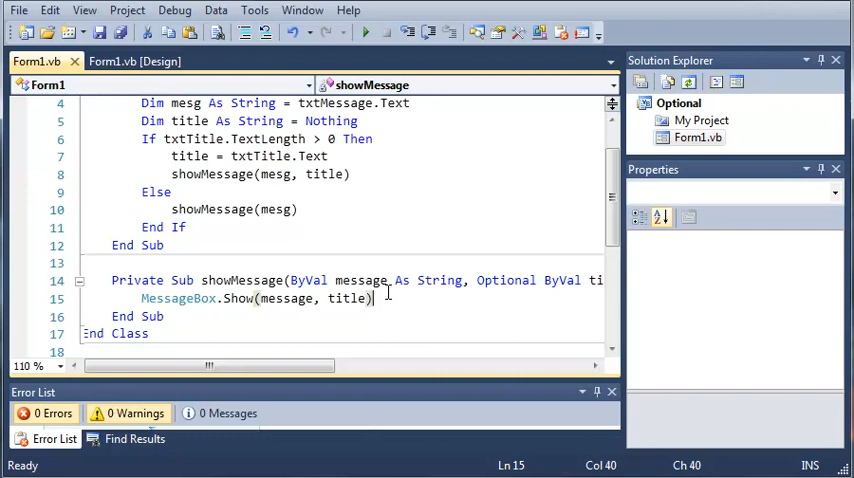 File Edit View Project Debug Data Tools Window Help
Form1.vb Form1.vb [Design]
Form1 showMessage
4 Dim mesg As String = txtMessage.Text
5 Dim title As String = Nothing
6 If txtTitle.TextLength > 0 Then
7 title = txtTitle.Text
8 showMessage(mesg, title)
9 Else
10 showMessage(mesg)
11 End If
12 End Sub
13
14 Private Sub showMessage(ByVal message As String, Optional ByVal ti
15 MessageBox.Show(message, title)
16 End Sub
17 End Class
18
110 %
Solution Explorer
Optional
My Project
Form1.vb
Properties
Error List
0 Errors 0 Warnings 0 Messages
Error List Find Results
Ready Ln 15 Col 40 Ch 40 INS